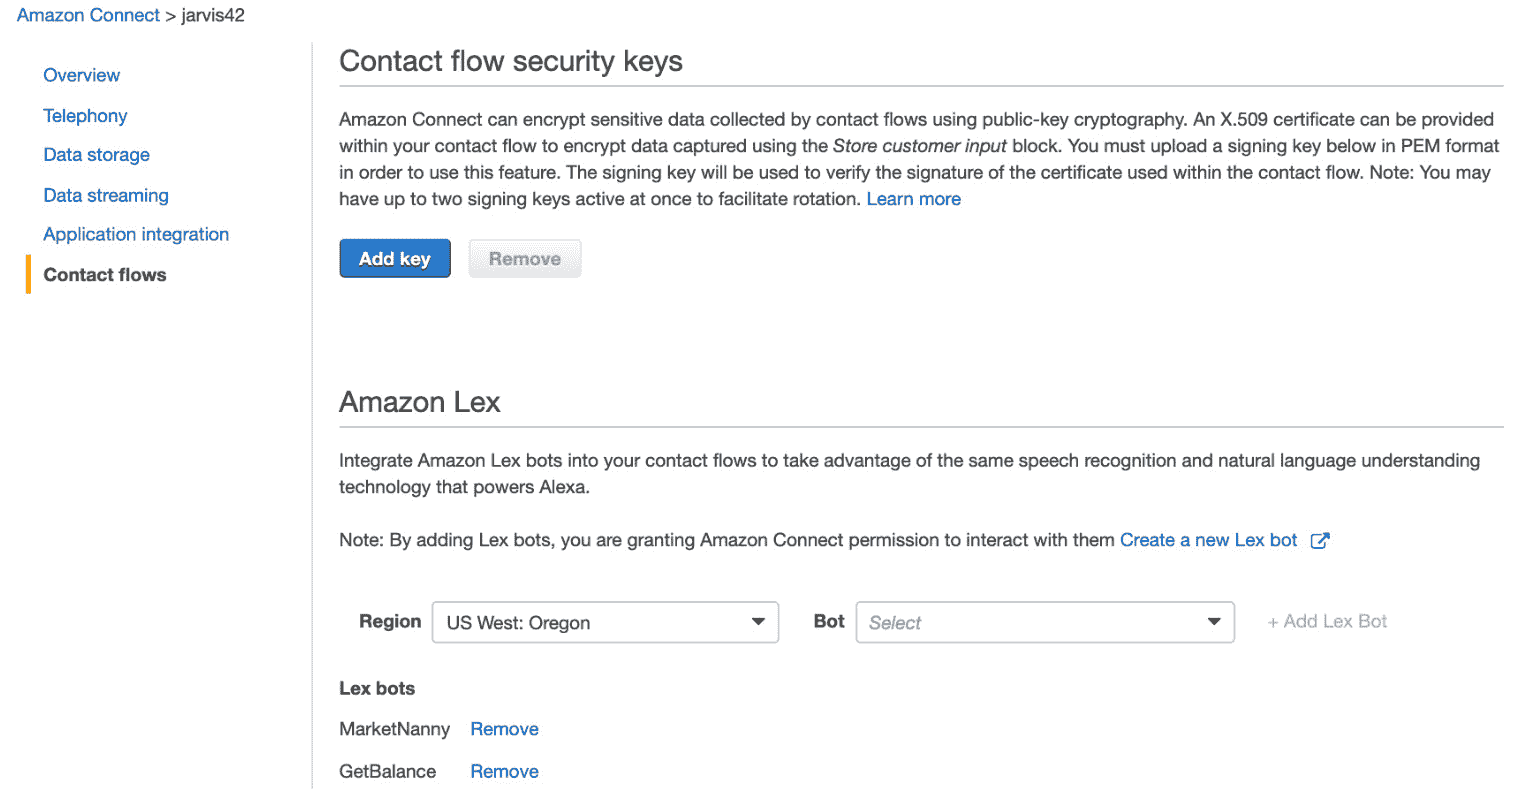 Amazon Connect > jarvis42
Overview
Telephony
Data storage
Data streaming
Application integration
Contact flows
Contact flow security keys
Amazon Connect can encrypt sensitive data collected by contact flows using public-key cryptography. An X.509 certificate can be provided
within your contact flow to encrypt data captured using the Store customer input block. You must upload a signing key below in PEM format
in order to use this feature. The signing key will be used to verify the signature of the certificate used within the contact flow. Note: You may
have up to two signing keys active at once to facilitate rotation. Learn more
Add key Remove
Amazon Lex
Integrate Amazon Lex bots into your contact flows to take advantage of the same speech recognition and natural language understanding
technology that powers Alexa.
Note: By adding Lex bots, you are granting Amazon Connect permission to interact with them Create a new Lex bot
Region US West: Oregon Bot Select + Add Lex Bot
Lex bots
MarketNanny Remove
GetBalance Remove